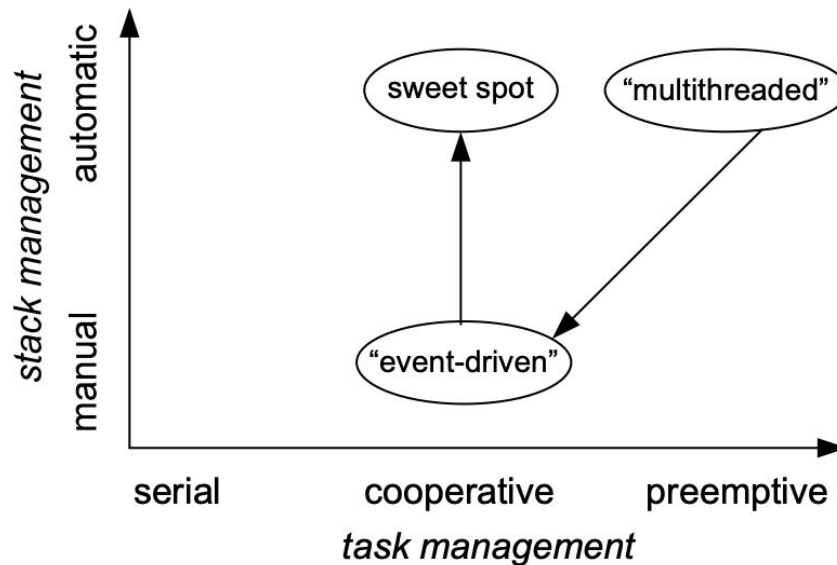 automatic
sweet spot
“multithreaded”
stack management
manual
“event-driven”
serial
cooperative
preemptive
task management